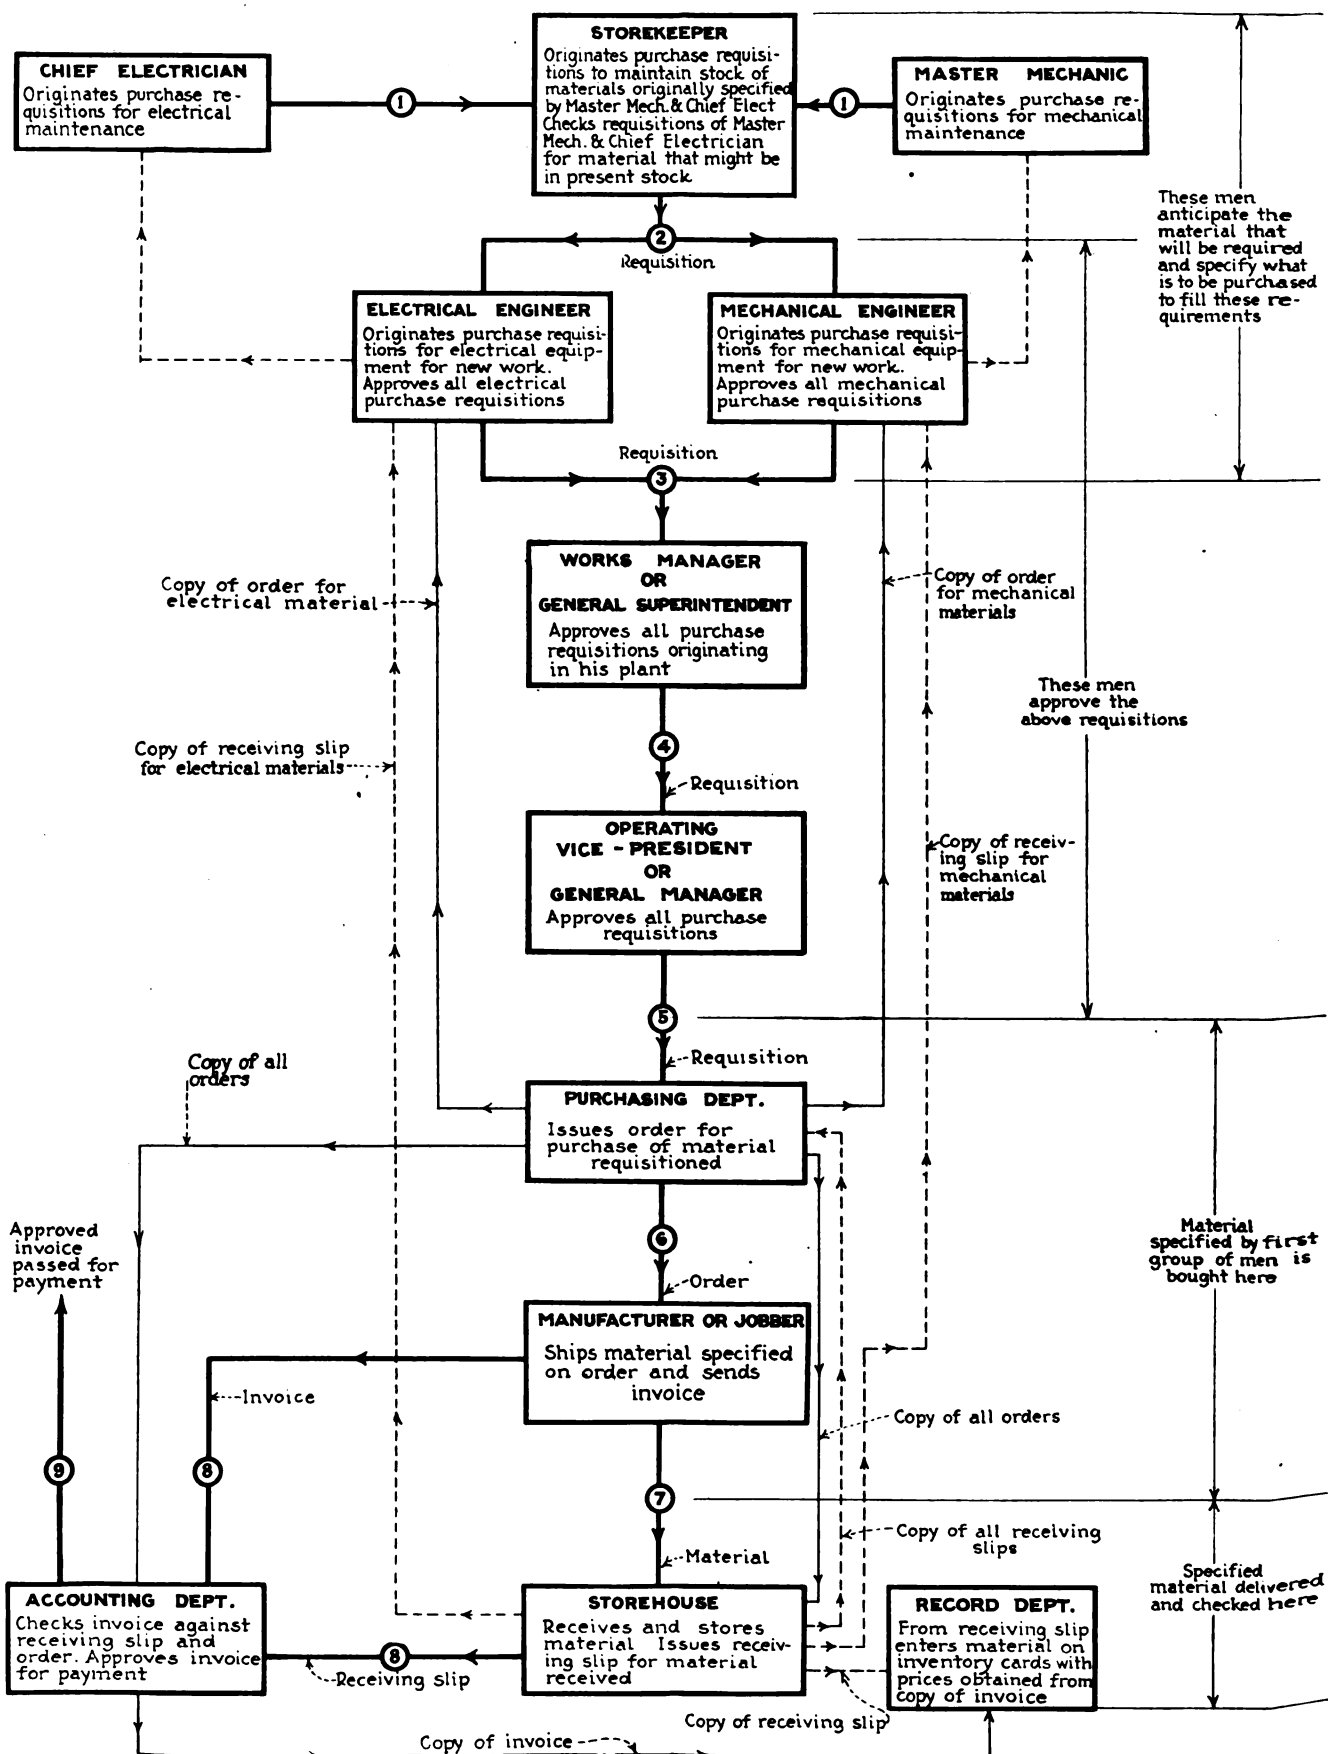 STOREKEEPER
Originates purchase requisi-
tions to maintain stock of
materials originally specified
by Master Mech. & Chief Elect
Checks requisitions of Master
Mech. & Chief Electrician
for material that might be
in present stock
CHIEF ELECTRICIAN
Originates purchase re-
quisitions for electrical
maintenance
1
1
MASTER MECHANIC
Originates purchase re-
quisitions for mechanical
maintenance
These men
anticipate the
material that
will be required
and specify what
is to be purchased
to fill these re-
quirements
2
Requisition
ELECTRICAL ENGINEER
Originates purchase requisi-
tions for electrical equip-
ment for new work.
Approves all electrical
purchase requisitions
MECHANICAL ENGINEER
Originates purchase requisi-
tions for mechanical equip-
ment for new work.
Approves all mechanical
purchase requisitions
Requisition
3
WORKS MANAGER
OR
GENERAL SUPERINTENDENT
Approves all purchase
requisitions originating
in his plant
Copy of order for
electrical material
Copy of order
for mechanical
materials
These men
approve the
above requisitions
4
Requisition
Copy of receiving slip
for electrical materials
OPERATING
VICE - PRESIDENT
OR
GENERAL MANAGER
Approves all purchase
requisitions
Copy of receiv-
ing slip for
mechanical
materials
5
Requisition
Copy of all
orders
PURCHASING DEPT.
Issues order for
purchase of material
requisitioned
6
Order
Approved
invoice
passed for
payment
Material
specified by first
group of men is
bought here
MANUFACTURER OR JOBBER
Ships material specified
on order and sends
invoice
Invoice
Copy of all orders
9
8
7
Material
Copy of all receiving
slips
Specified
material delivered
and checked here
ACCOUNTING DEPT.
Checks invoice against
receiving slip and
order. Approves invoice
for payment
8
Receiving slip
STOREHOUSE
Receives and stores
material Issues receiv-
ing slip for material
received
RECORD DEPT.
From receiving slip
enters material on
inventory cards with
prices obtained from
copy of invoice
Copy of receiving slip
Copy of invoice